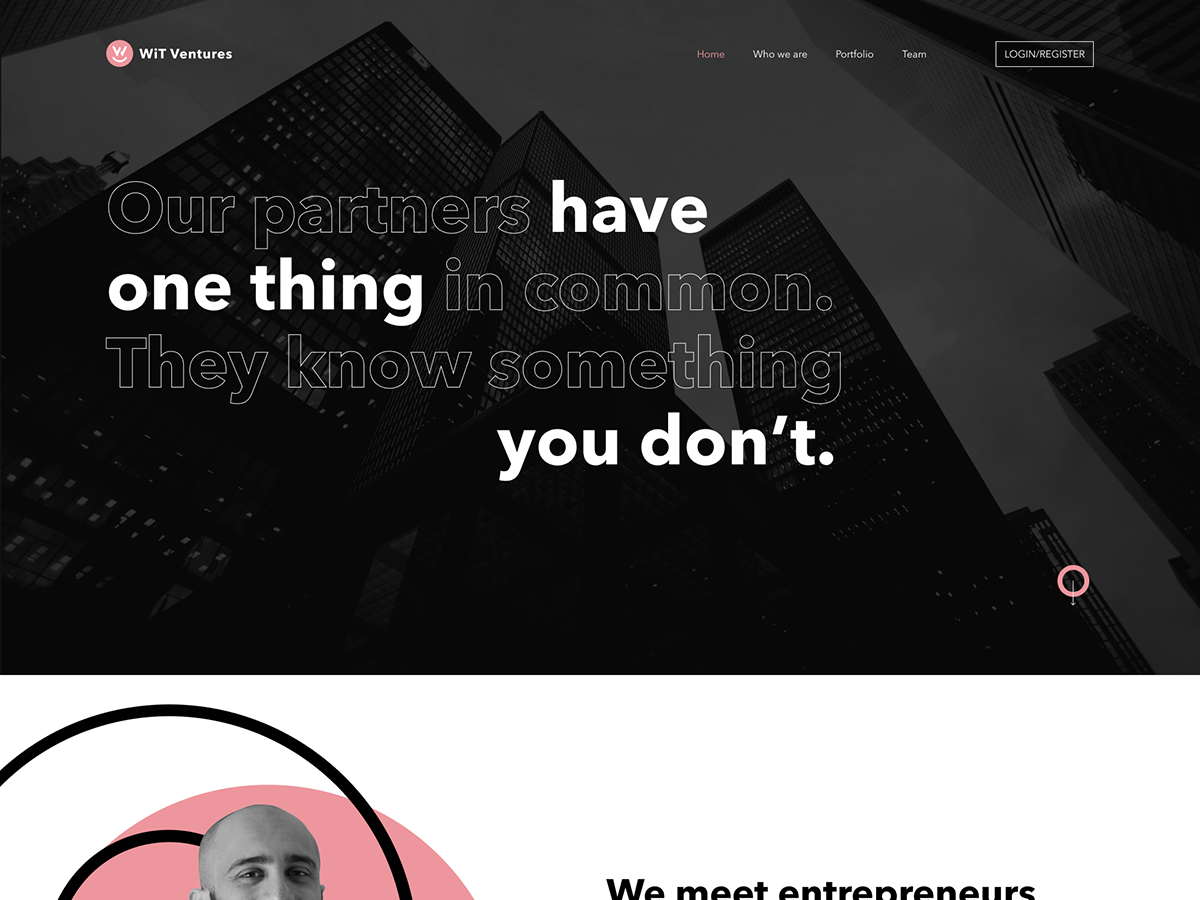 WiT Ventures
Home Who we are Portfolio Team LOGIN/REGISTER
Our partners have
one thing in common.
They know something
you don’t.
We meet entrepreneurs